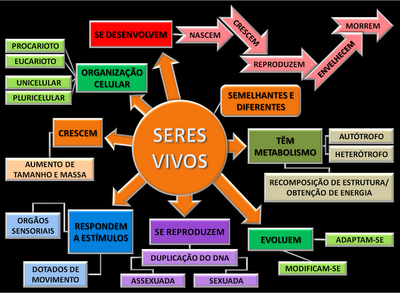 SE DESENVOLVEM
NASCEM
CRESCEM
REPRODUZEM
ENVELHECEM
MORREM
PROCARIOTO
EUCARIOTO
UNICELULAR
PLURICELULAR
ORGANIZAÇÃO
CELULAR
SEMELHANTES E
DIFERENTES
SERES
VIVOS
CRESCEM
AUMENTO DE
TAMANHO E MASSA
TÊM
METABOLISMO
AUTÓTROFO
HETERÓTROFO
RECOMPOSIÇÃO DE ESTRUTURA/
OBTENÇÃO DE ENERGIA
ORGÃOS
SENSORIAIS
RESPONDEM
A ESTÍMULOS
DOTADOS DE
MOVIMENTO
SE REPRODUZEM
DUPLICAÇÃO DO DNA
ASSEXUADA
SEXUADA
EVOLUEM
ADAPTAM-SE
MODIFICAM-SE